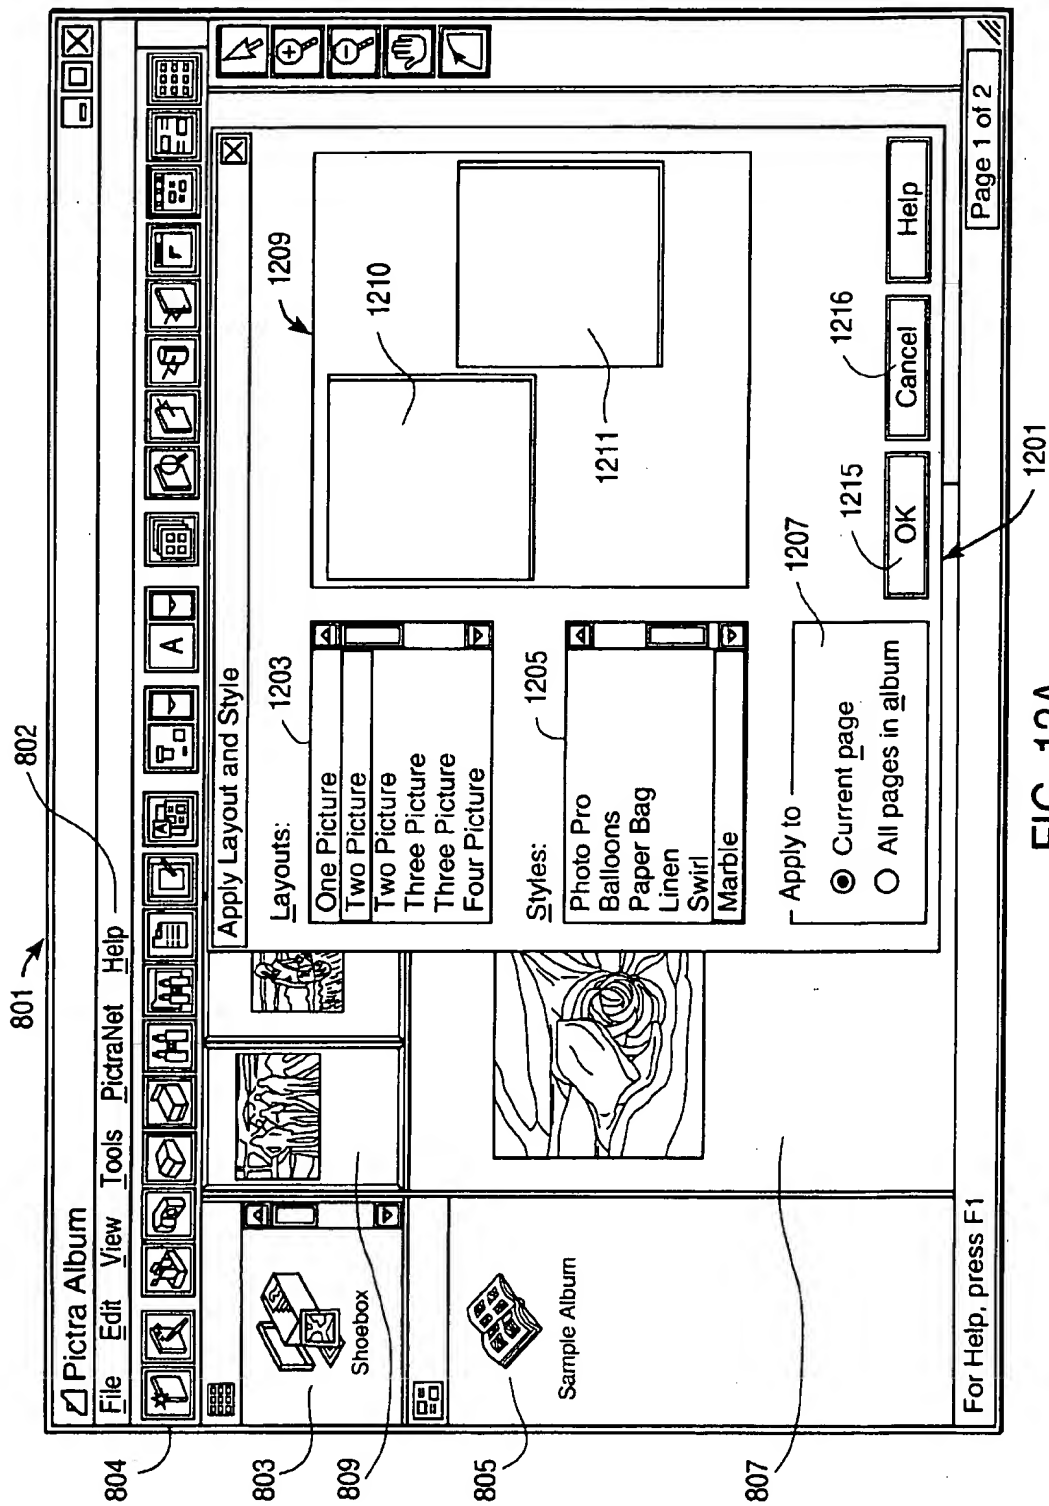 801
802
Pictra Album
File Edit View Tools PictraNet Help
804
A
803
Shoebox
809
805
Sample Album
807
Apply Layout and Style
Layouts:
1203
One Picture
Two Picture
Two Picture
Three Picture
Three Picture
Four Picture
Styles:
1205
Photo Pro
Balloons
Paper Bag
Linen
Swirl
Marble
Apply to
1207
Current page
All pages in album
1209
1210
1211
1215
1216
OK
Cancel
Help
1201
For Help, press F1
Page 1 of 2
FIG. 12A